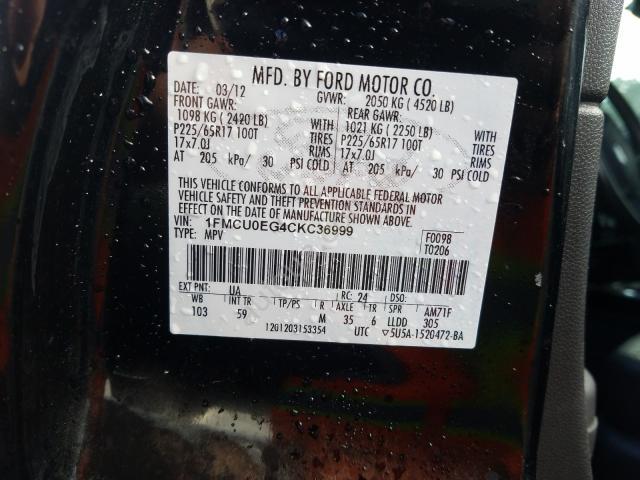 MFD. BY FORD MOTOR CO.
DATE: 03/12 GVWR: 2050 KG ( 4520 LB)
FRONT GAWR: REAR GAWR:
1098 KG ( 2420 LB) WITH 1021 KG ( 2250 LB) WITH
P225/65R17 100T TIRES P225/65R17 100T TIRES
17x7.0J RIMS 17x7.0J RIMS
AT 205 kPa/ 30 PSI COLD AT 205 kPa/ 30 PSI COLD
THIS VEHICLE CONFORMS TO ALL APPLICABLE FEDERAL MOTOR
VEHICLE SAFETY AND THEFT PREVENTION STANDARDS IN
EFFECT ON THE DATE OF MANUFACTURE SHOWN ABOVE.
VIN: 1FMCU0EG4CKC36999
TYPE: MPV
F0098
T0206
EXT PNT: UA RC: 24 DSO:
WB INT TR TP/PS R AXLE TR SPR AM71F
103 59 M 35 6 LLDD 305
1201203153354 UTC ▽5U5A-1520472-BA